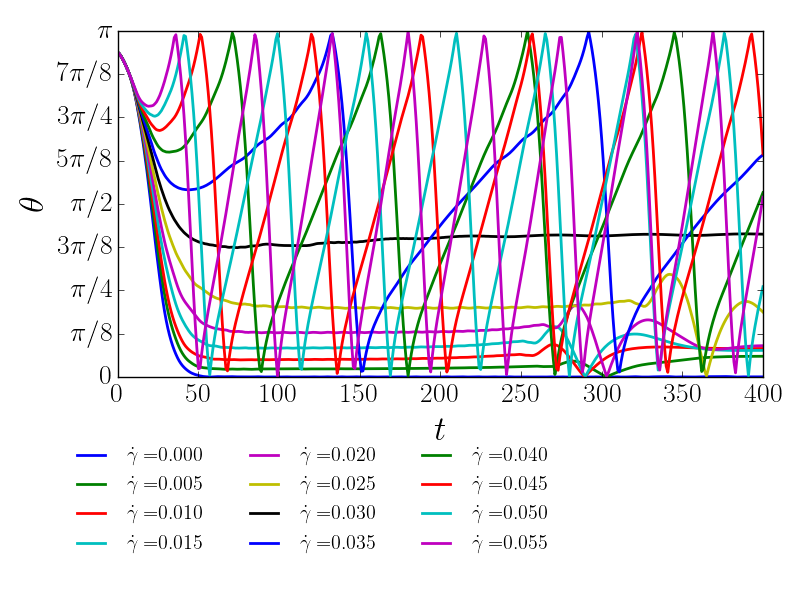 π
7π/8
3π/4
5π/8
π/2
3π/8
π/4
π/8
0
θ
0 50 100 150 200 250 300 350 400
t
γ̇ =0.000 γ̇ =0.020 γ̇ =0.040
γ̇ =0.005 γ̇ =0.025 γ̇ =0.045
γ̇ =0.010 γ̇ =0.030 γ̇ =0.050
γ̇ =0.015 γ̇ =0.035 γ̇ =0.055